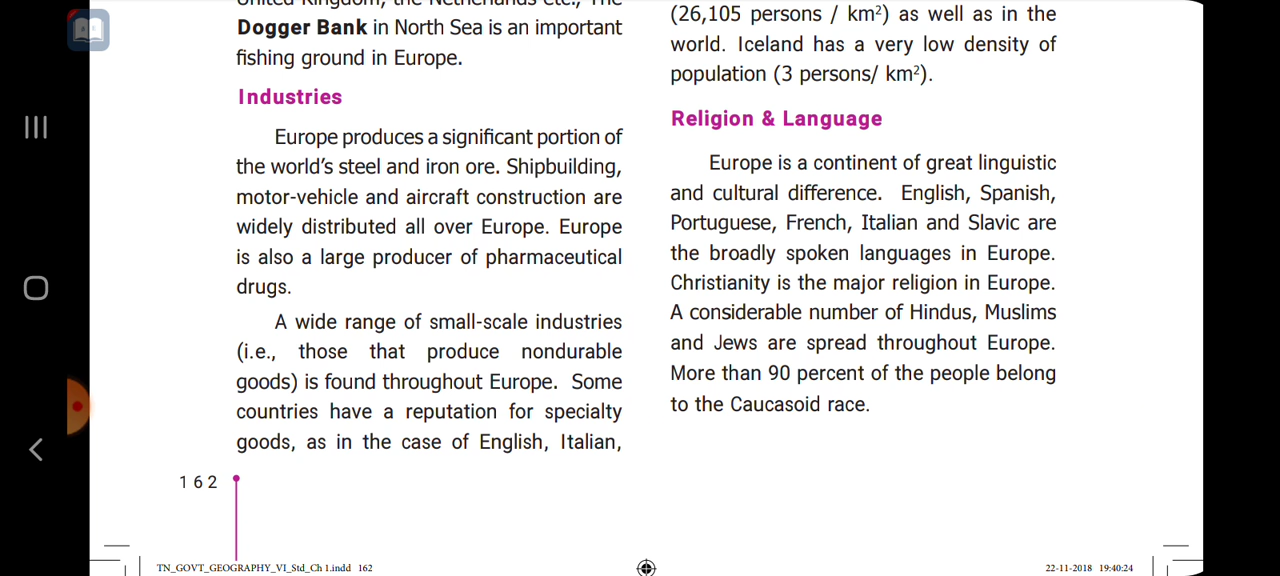 United Kingdom, the Netherlands etc., The
Dogger Bank in North Sea is an important
fishing ground in Europe.
Industries
Europe produces a significant portion of
the world's steel and iron ore. Shipbuilding,
motor-vehicle and aircraft construction are
widely distributed all over Europe. Europe
is also a large producer of pharmaceutical
drugs.
A wide range of small-scale industries
(i.e., those that produce nondurable
goods) is found throughout Europe. Some
countries have a reputation for specialty
goods, as in the case of English, Italian,
(26,105 persons / km²) as well as in the
world. Iceland has a very low density of
population (3 persons/ km²).
Religion & Language
Europe is a continent of great linguistic
and cultural difference. English, Spanish,
Portuguese, French, Italian and Slavic are
the broadly spoken languages in Europe.
Christianity is the major religion in Europe.
A considerable number of Hindus, Muslims
and Jews are spread throughout Europe.
More than 90 percent of the people belong
to the Caucasoid race.
162
TN_GOVT_GEOGRAPHY_VI_Std_Ch 1.indd 162
22-11-2018 19:40:24